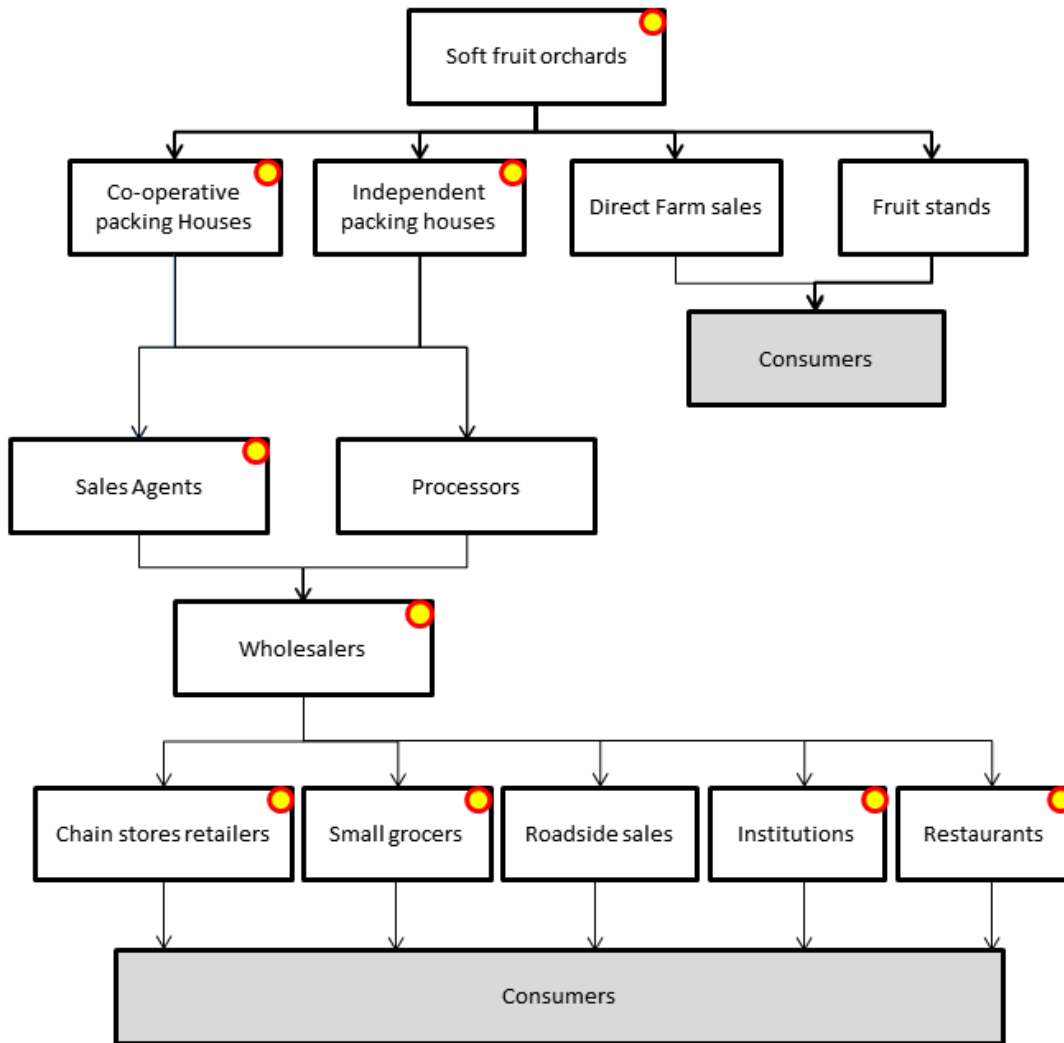 Soft fruit orchards
Co-operative
packing Houses
Independent
packing houses
Direct Farm sales
Fruit stands
Consumers
Sales Agents
Processors
Wholesalers
Chain stores retailers
Small grocers
Roadside sales
Institutions
Restaurants
Consumers